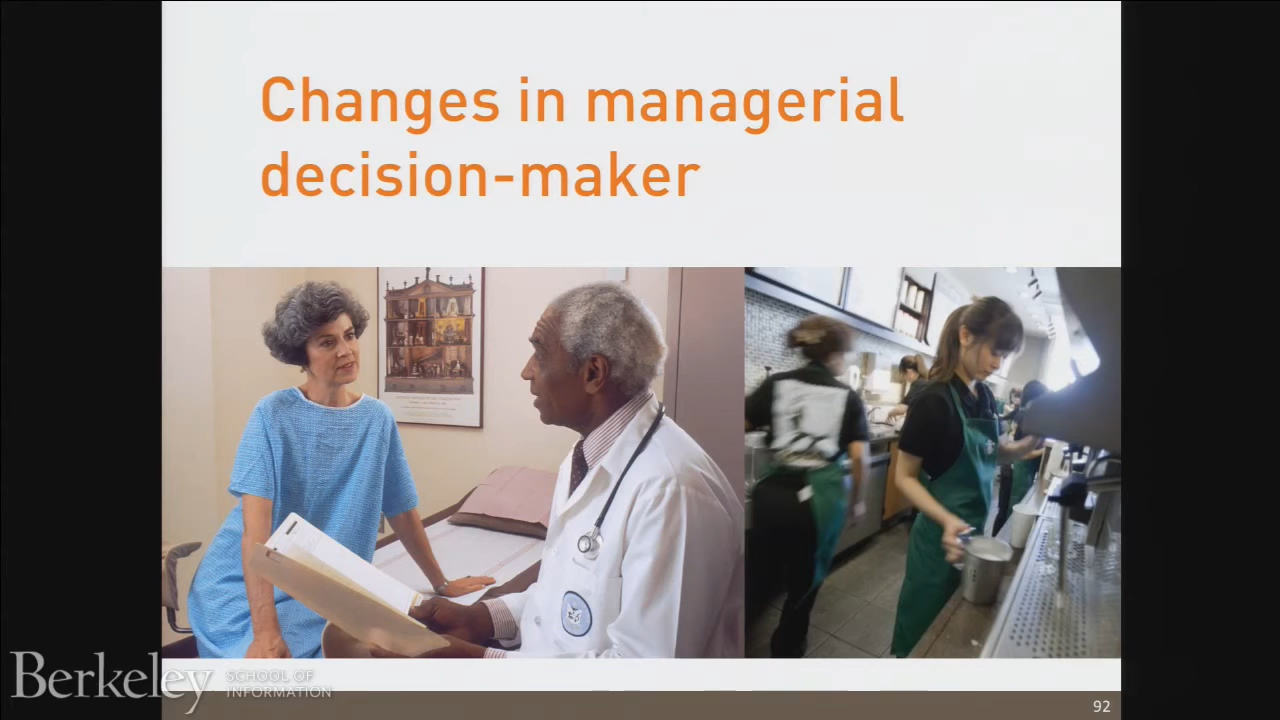 Changes in managerial
decision-maker
Berkeley
SCHOOL OF
INFORMATION
92